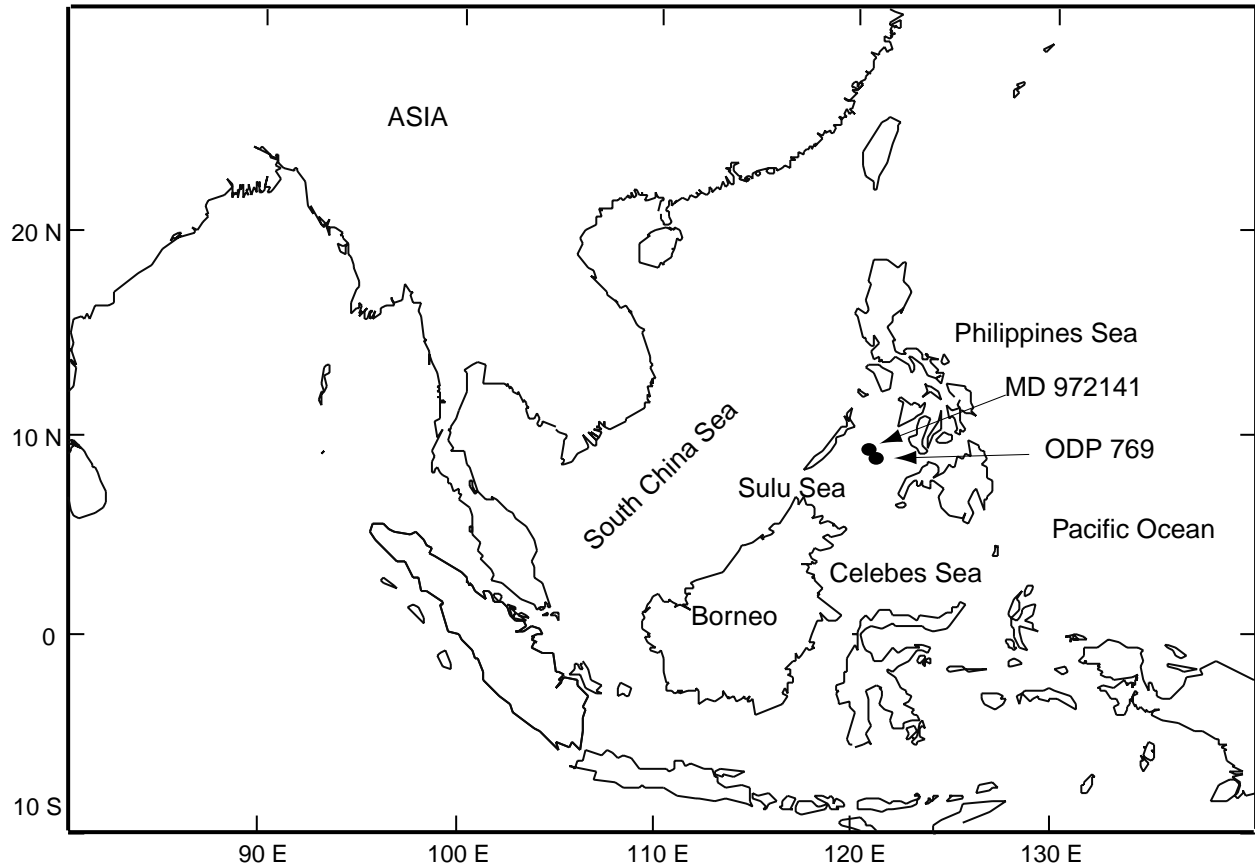 ASIA
20 N
Philippines Sea
MD 972141
10 N
ODP 769
South China Sea
Sulu Sea
Pacific Ocean
Celebes Sea
Borneo
0
10 S
90 E
100 E
110 E
120 E
130 E